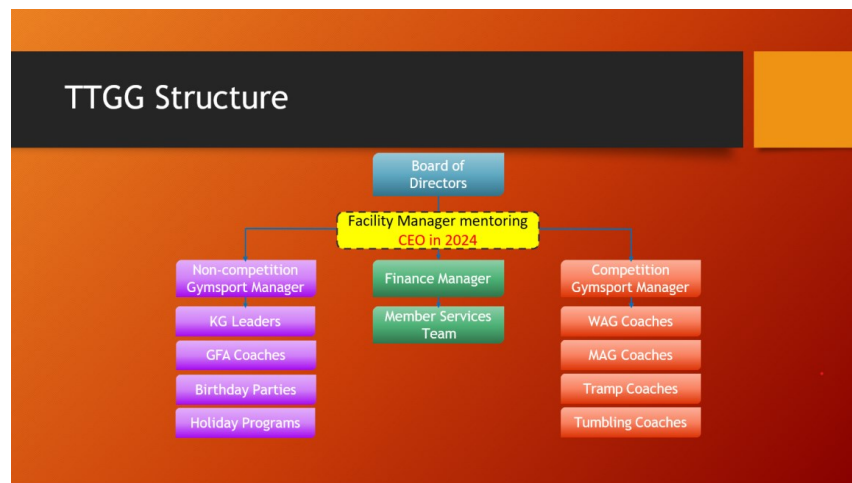 TTGG Structure
Board of
Directors
Facility Manager mentoring
CEO in 2024
Non-competition
Gymsport Manager
KG Leaders
GFA Coaches
Birthday Parties
Holiday Programs
Finance Manager
Member Services
Team
Competition
Gymsport Manager
WAG Coaches
MAG Coaches
Tramp Coaches
Tumbling Coaches